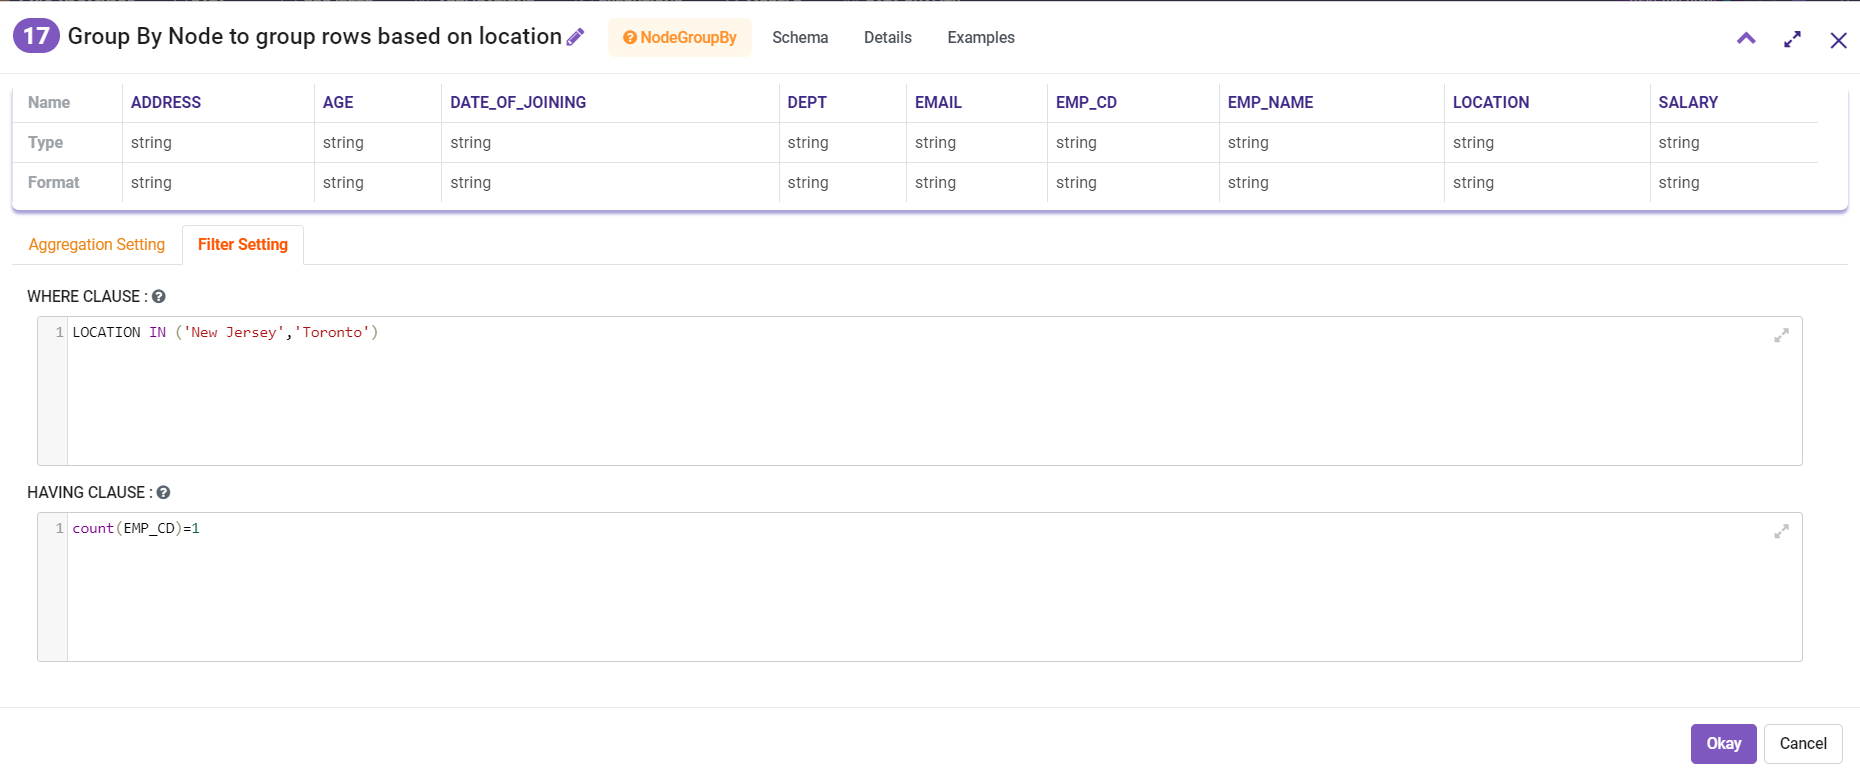 17 Group By Node to group rows based on location NodeGroupBy Schema Details Examples
Name ADDRESS AGE DATE_OF_JOINING DEPT EMAIL EMP_CD EMP_NAME LOCATION SALARY
Type string string string string string string string string string
Format string string string string string string string string string
Aggregation Setting Filter Setting
WHERE CLAUSE :
1 LOCATION IN ('New Jersey','Toronto')
HAVING CLAUSE :
1 count(EMP_CD)=1
Okay Cancel